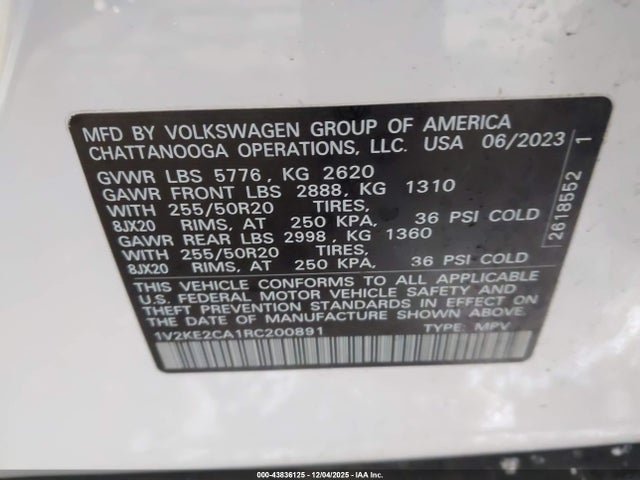 MFD BY VOLKSWAGEN GROUP OF AMERICA
CHATTANOOGA OPERATIONS, LLC. USA 06/2023
GVWR LBS 5776, KG 2620
GAWR FRONT LBS 2888, KG 1310
WITH 255/50R20 TIRES,
8JX20 RIMS, AT 250 KPA, 36 PSI COLD
GAWR REAR LBS 2998, KG 1360
WITH 255/50R20 TIRES,
8JX20 RIMS, AT 250 KPA, 36 PSI COLD
THIS VEHICLE CONFORMS TO ALL APPLICABLE
U.S. FEDERAL MOTOR VEHICLE SAFETY AND
THEFT PREVENTION STANDARDS IN EFFECT ON
THE DATE OF MANUFACTURE SHOWN ABOVE.
1V2KE2CA1RC200891 TYPE: MPV
2618552 1
000-43836125 - 12/04/2025 - IAA Inc.